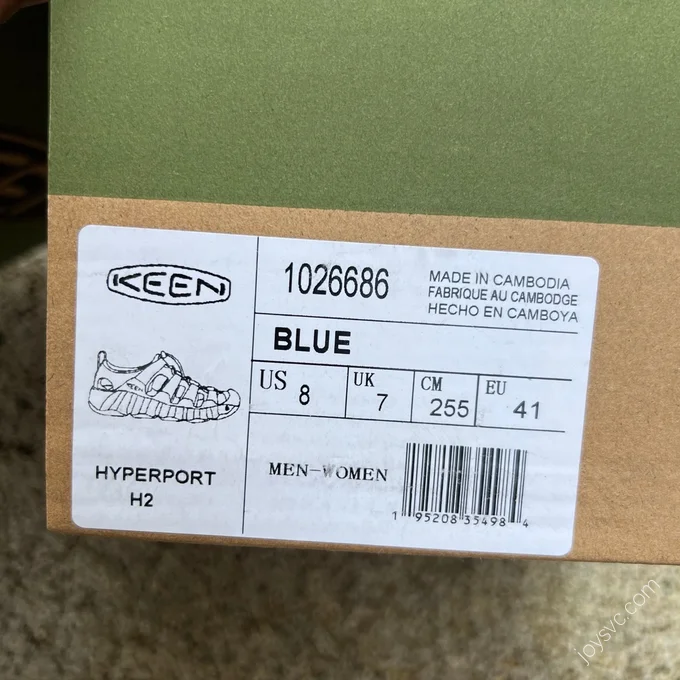 KEEN
1026686
MADE IN CAMBODIA
FABRIQUE AU CAMBODGE
HECHO EN CAMBOYA
BLUE
US 8
UK 7
CM 255
EU 41
KEEN
HYPERPORT
H2
MEN-WOMEN
1 95208 35498 4
joysvc.com